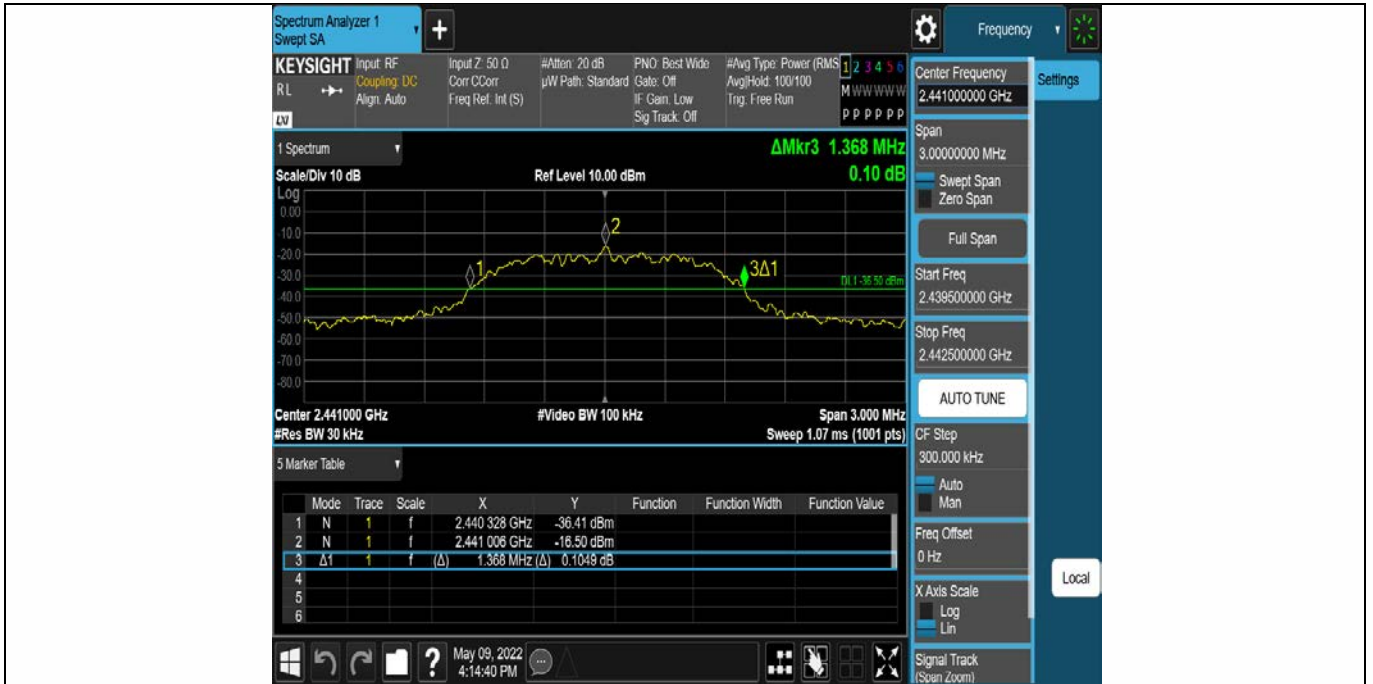 Spectrum Analyzer 1
Swept SA
+
Frequency
KEYSIGHT
RL
LXI
Input: RF
Coupling: DC
Align: Auto
Input Z: 50 Ω
Corr CCorr
Freq Ref: Int (S)
#Atten: 20 dB
µW Path: Standard
PNO: Best Wide
Gate: Off
IF Gain: Low
Sig Track: Off
#Avg Type: Power (RMS
Avg|Hold: 100/100
Trig: Free Run
1 2 3 4 5 6
M W W W W W
P P P P P P
1 Spectrum
Scale/Div 10 dB
Ref Level 10.00 dBm
ΔMkr3 1.368 MHz
0.10 dB
Log
0.00
-10.0
-20.0
-30.0
-40.0
-50.0
-60.0
-70.0
-80.0
1
2
3Δ1
DL1 -36.50 dBm
Center 2.441000 GHz
#Video BW 100 kHz
Span 3.000 MHz
#Res BW 30 kHz
Sweep 1.07 ms (1001 pts)
5 Marker Table
Mode Trace Scale X Y Function Function Width Function Value
1 N 1 f 2.440 328 GHz -36.41 dBm
2 N 1 f 2.441 006 GHz -16.50 dBm
3 Δ1 1 f (Δ) 1.368 MHz (Δ) 0.1049 dB
4
5
6
?
May 09, 2022
4:14:40 PM
Center Frequency
2.441000000 GHz
Settings
Span
3.00000000 MHz
Swept Span
Zero Span
Full Span
Start Freq
2.439500000 GHz
Stop Freq
2.442500000 GHz
AUTO TUNE
CF Step
300.000 kHz
Auto
Man
Freq Offset
0 Hz
Local
X Axis Scale
Log
Lin
Signal Track
(Span Zoom)